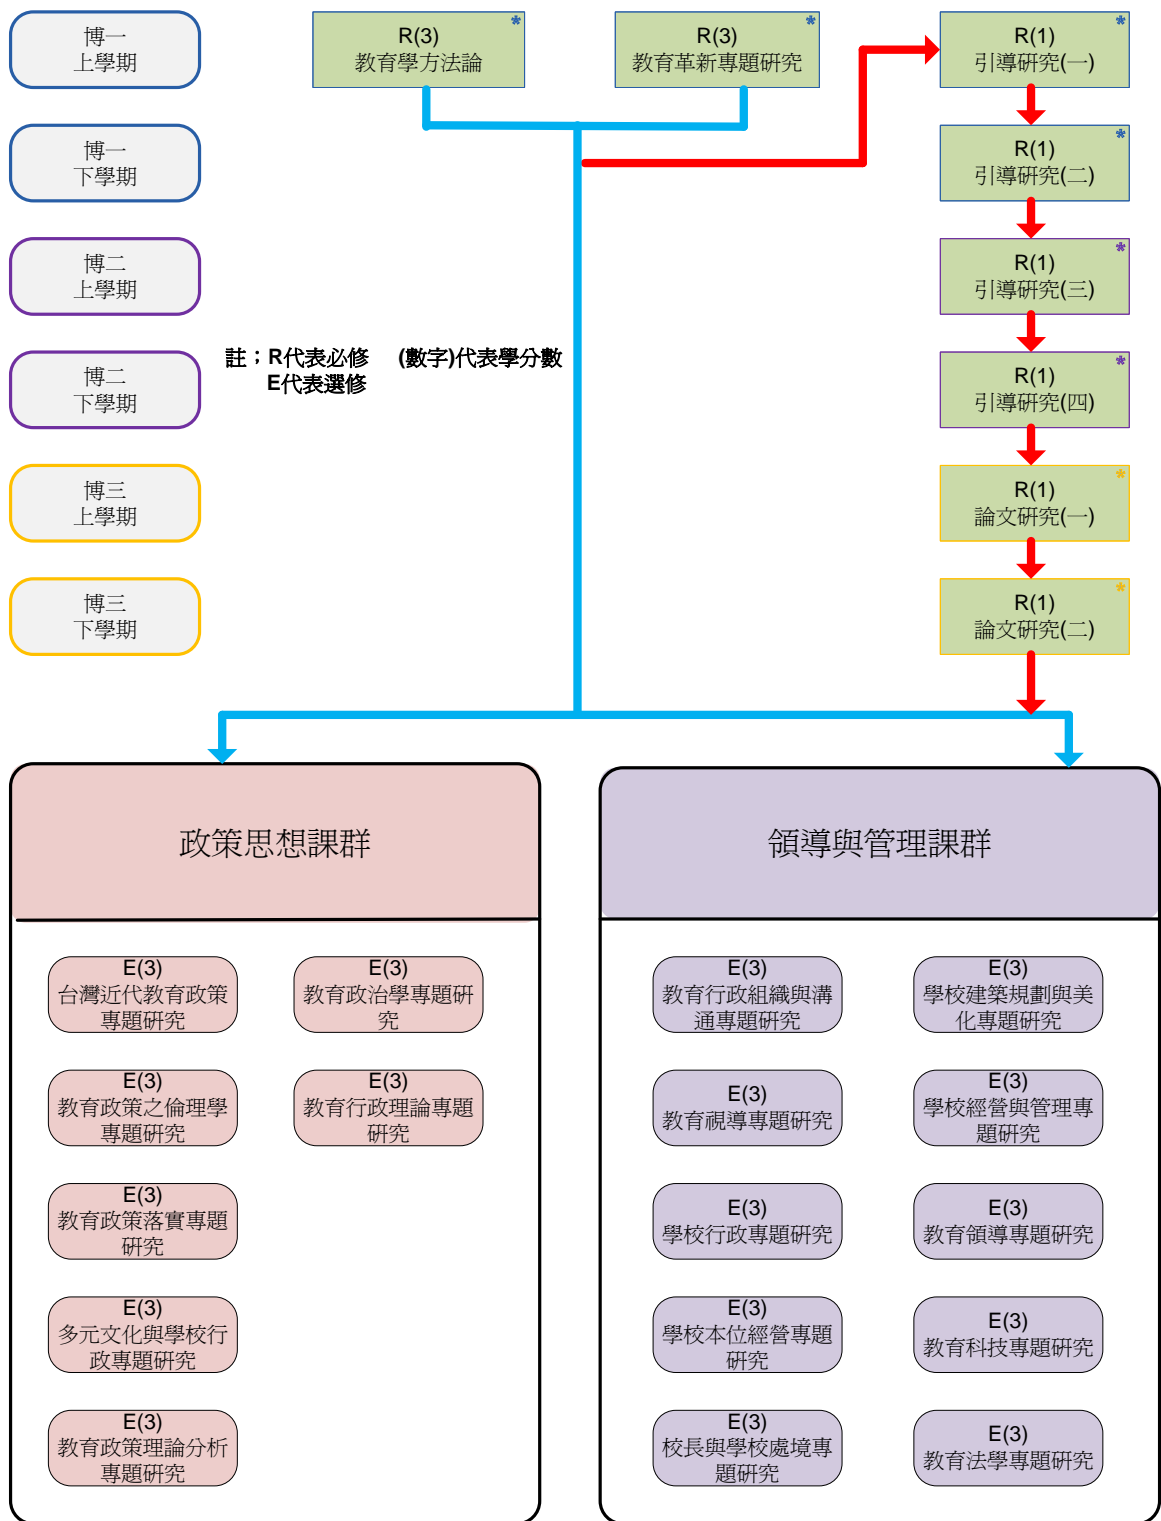 博一
上學期
R(3)
教育學方法論
*
R(3)
教育革新專題研究
*
R(1)
引導研究(一)
*
博一
下學期
R(1)
引導研究(二)
*
博二
上學期
R(1)
引導研究(三)
*
註；R代表必修 (數字)代表學分數
E代表選修
博二
下學期
R(1)
引導研究(四)
*
博三
上學期
R(1)
論文研究(一)
*
博三
下學期
R(1)
論文研究(二)
*
政策思想課群
E(3)
台灣近代教育政策
專題研究
E(3)
教育政治學專題研
究
E(3)
教育政策之倫理學
專題研究
E(3)
教育行政理論專題
研究
E(3)
教育政策落實專題
研究
E(3)
多元文化與學校行
政專題研究
E(3)
教育政策理論分析
專題研究
領導與管理課群
E(3)
教育行政組織與溝
通專題研究
E(3)
學校建築規劃與美
化專題研究
E(3)
教育視導專題研究
E(3)
學校經營與管理專
題研究
E(3)
學校行政專題研究
E(3)
教育領導專題研究
E(3)
學校本位經營專題
研究
E(3)
教育科技專題研究
E(3)
校長與學校處境專
題研究
E(3)
教育法學專題研究